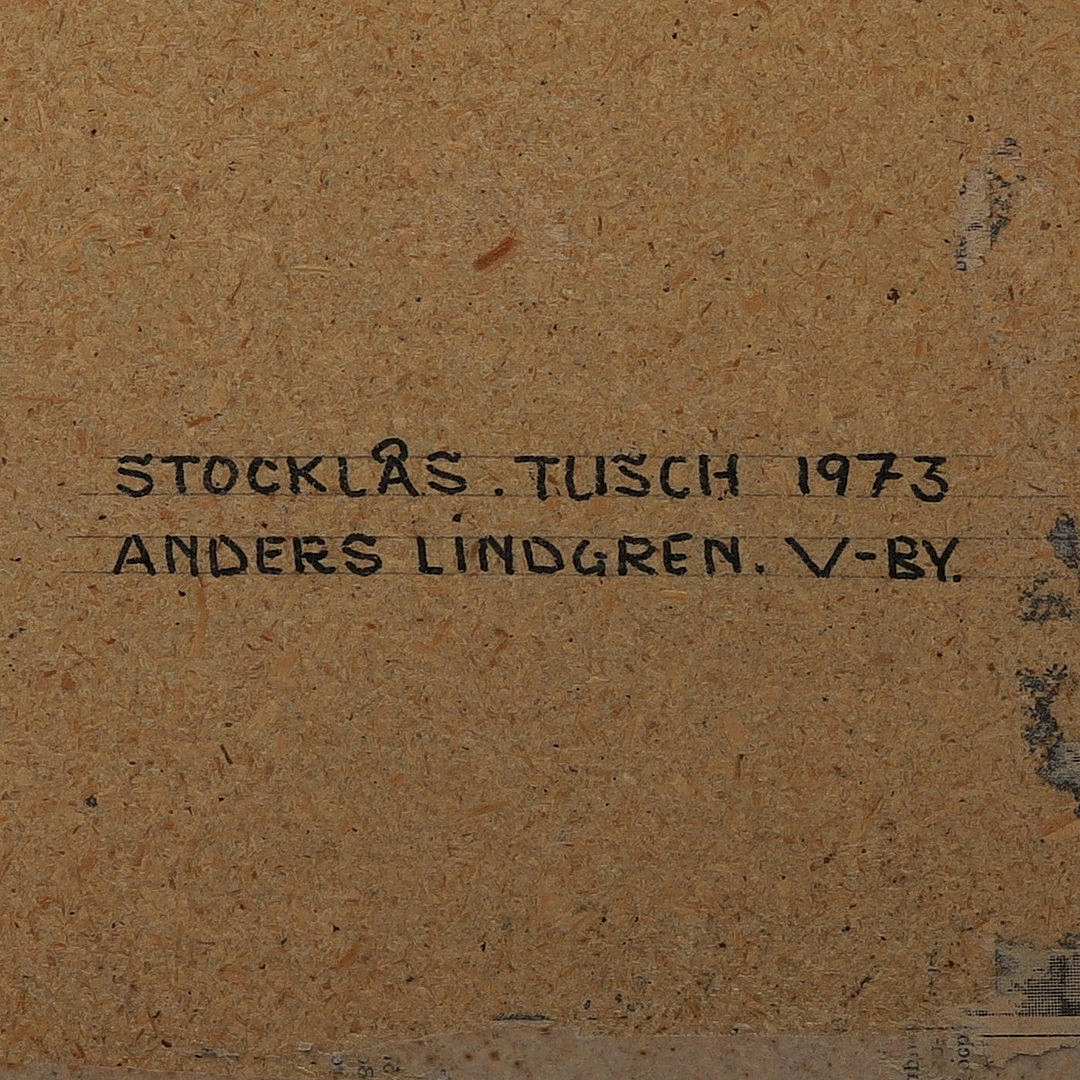 STOCKLÅS. TUSCH 1973
ANDERS LINDGREN. V-BY.